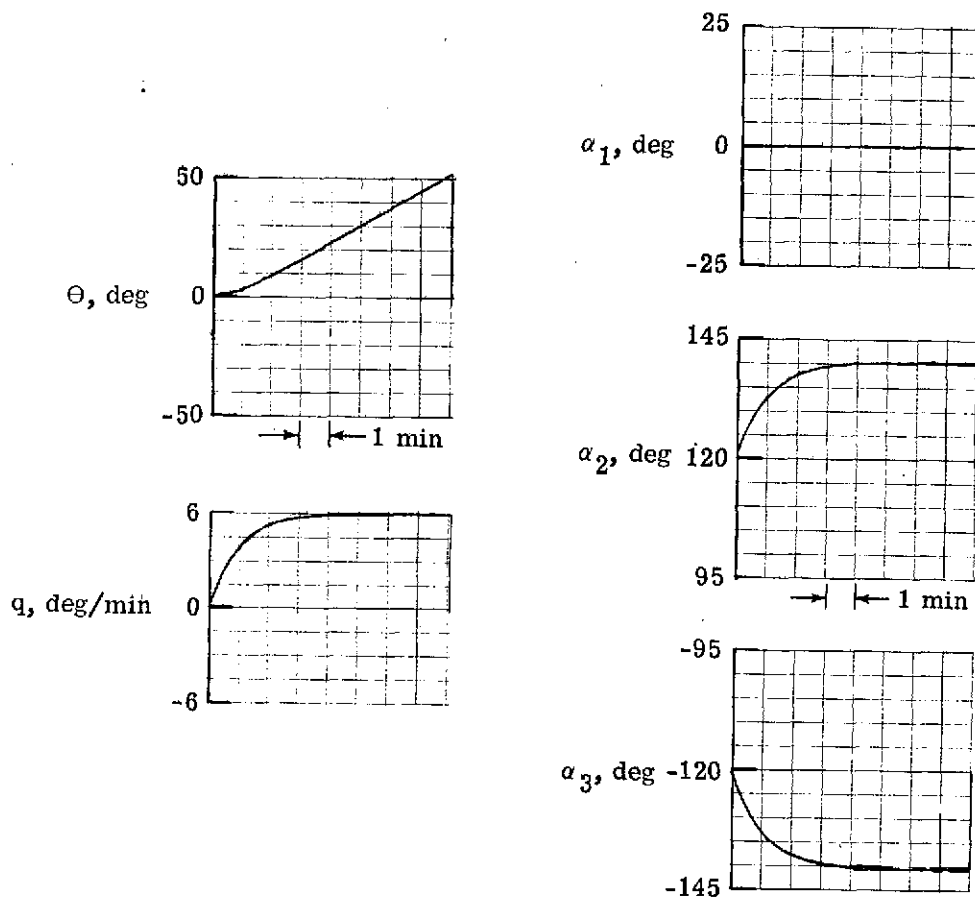 50
Θ, deg 0
-50
1 min
6
q, deg/min 0
-6
25
α1, deg 0
-25
145
α2, deg 120
95
1 min
-95
α3, deg -120
-145